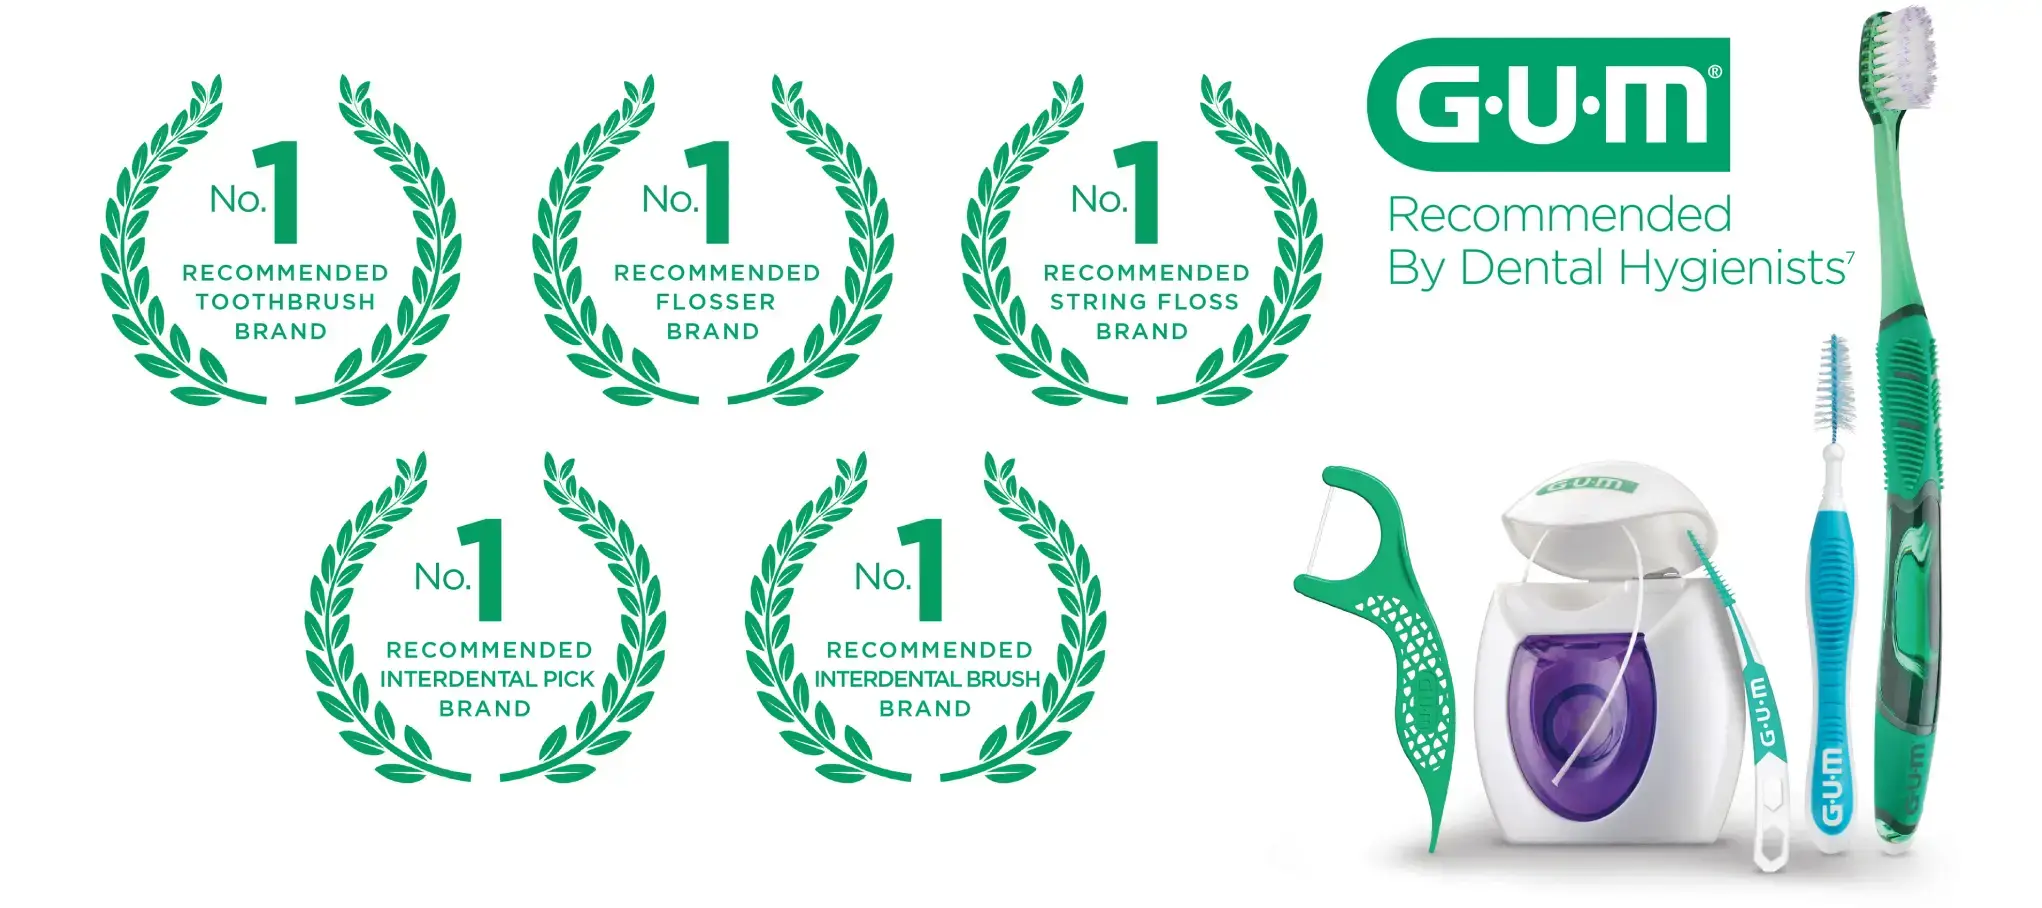 No.1
RECOMMENDED
TOOTHBRUSH
BRAND
No.1
RECOMMENDED
FLOSSER
BRAND
No.1
RECOMMENDED
STRING FLOSS
BRAND
G·U·M®
Recommended
By Dental Hygienists⁷
No.1
RECOMMENDED
INTERDENTAL PICK
BRAND
No.1
RECOMMENDED
INTERDENTAL BRUSH
BRAND
G·U·M
G·U·M
G·U·M
G·U·M
G·U·M